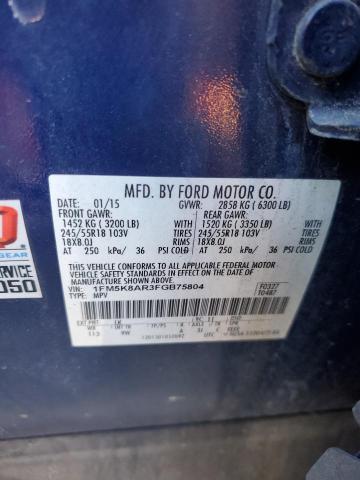 MFD. BY FORD MOTOR CO.
DATE: 01/15 GVWR: 2858 KG ( 6300 LB)
FRONT GAWR: REAR GAWR:
1452 KG ( 3200 LB) 1520 KG ( 3350 LB)
245/55R18 103V TIRES 245/55R18 103V TIRES
18X8.0J RIMS 18X8.0J RIMS
AT 250 kPa/ 36 PSI COLD AT 250 kPa/ 36 PSI COLD
THIS VEHICLE CONFORMS TO ALL APPLICABLE FEDERAL MOTOR
VEHICLE SAFETY STANDARDS IN EFFECT ON THE DATE OF
MANUFACTURE SHOWN ABOVE.
VIN: 1FM5K8AR3FGB75804
TYPE: MPV
F0327
T0487
GEAR
SERVICE
050